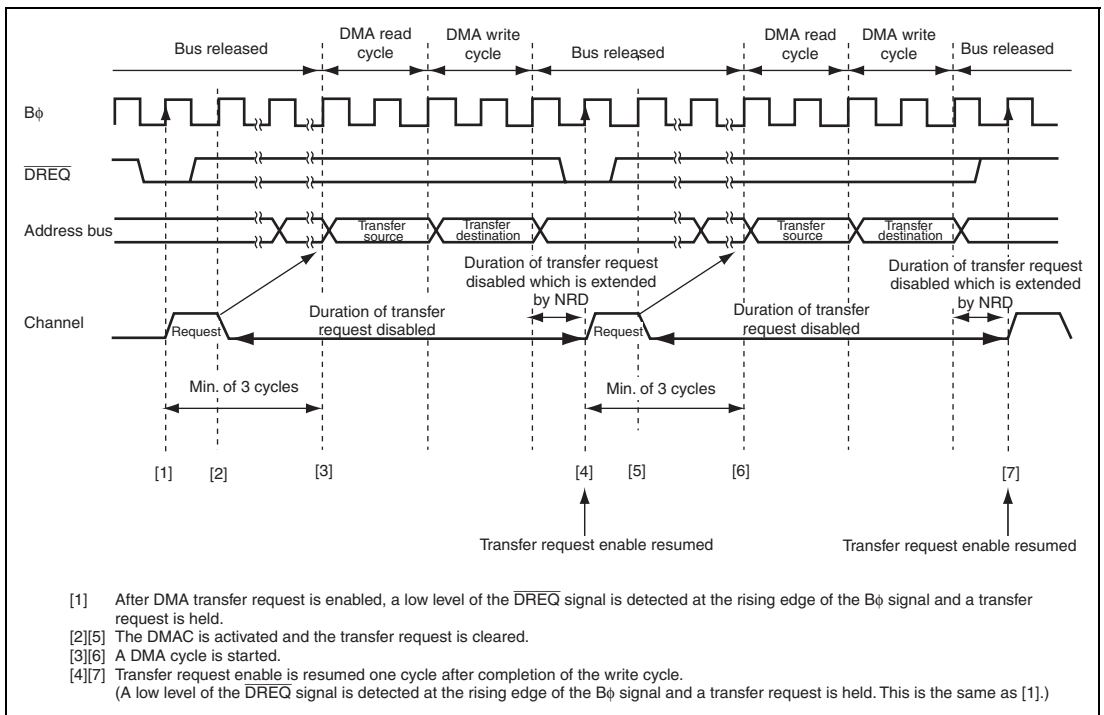 Bus released
DMA read
cycle
DMA write
cycle
Bus released
DMA read
cycle
DMA write
cycle
Bus released
Bφ
D̅R̅E̅Q̅
Address bus
Transfer
source
Transfer
destination
Transfer
source
Transfer
destination
Duration of transfer request
disabled which is extended
by NRD
Duration of transfer request
disabled which is extended
by NRD
Channel
Request
Duration of transfer
request disabled
Request
Duration of transfer
request disabled
Min. of 3 cycles
Min. of 3 cycles
[1]
[2]
[3]
[4]
[5]
[6]
[7]
Transfer request enable resumed
Transfer request enable resumed
[1] After DMA transfer request is enabled, a low level of the D̅R̅E̅Q̅ signal is detected at the rising edge of the Bφ signal and a transfer
request is held.
[2][5] The DMAC is activated and the transfer request is cleared.
[3][6] A DMA cycle is started.
[4][7] Transfer request enable is resumed one cycle after completion of the write cycle.
(A low level of the D̅R̅E̅Q̅ signal is detected at the rising edge of the Bφ signal and a transfer request is held. This is the same as [1].)